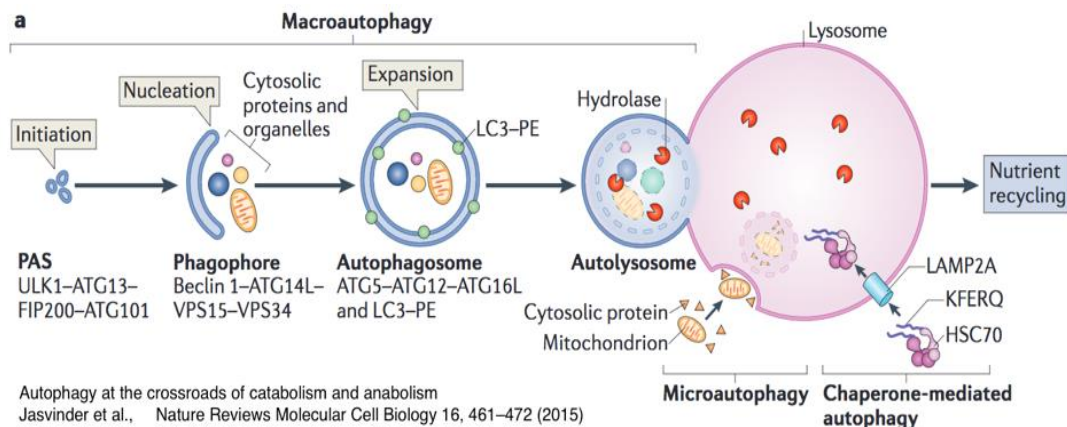 a
Macroautophagy
Lysosome
Initiation
Nucleation
Cytosolic
proteins and
organelles
Expansion
LC3–PE
Hydrolase
Nutrient
recycling
PAS
ULK1–ATG13–
FIP200–ATG101
Phagophore
Beclin 1–ATG14L–
VPS15–VPS34
Autophagosome
ATG5–ATG12–ATG16L
and LC3–PE
Autolysosome
Cytosolic protein
Mitochondrion
LAMP2A
KFERQ
HSC70
Microautophagy
Chaperone-mediated
autophagy
Autophagy at the crossroads of catabolism and anabolism
Jasvinder et al., Nature Reviews Molecular Cell Biology 16, 461–472 (2015)